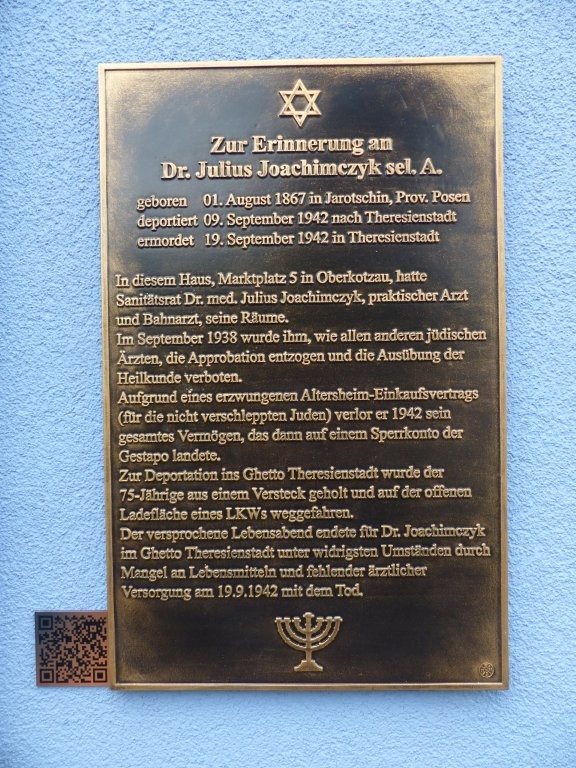 Zur Erinnerung an
Dr. Julius Joachimczyk sel. A.
geboren 01. August 1867 in Jarotschin, Prov. Posen
deportiert 09. September 1942 nach Theresienstadt
ermordet 19. September 1942 in Theresienstadt
In diesem Haus, Marktplatz 5 in Oberkotzau, hatte
Sanitätsrat Dr. med. Julius Joachimczyk, praktischer Arzt
und Bahnarzt, seine Räume.
Im September 1938 wurde ihm, wie allen anderen jüdischen
Ärzten, die Approbation entzogen und die Ausübung der
Heilkunde verboten.
Aufgrund eines erzwungenen Altersheim-Einkaufsvertrags
(für die nicht verschleppten Juden) verlor er 1942 sein
gesamtes Vermögen, das dann auf einem Sperrkonto der
Gestapo landete.
Zur Deportation ins Ghetto Theresienstadt wurde der
75-Jährige aus einem Versteck geholt und auf der offenen
Ladefläche eines LKWs weggefahren.
Der versprochene Lebensabend endete für Dr. Joachimczyk
im Ghetto Theresienstadt unter widrigsten Umständen durch
Mangel an Lebensmitteln und fehlender ärztlicher
Versorgung am 19.9.1942 mit dem Tod.